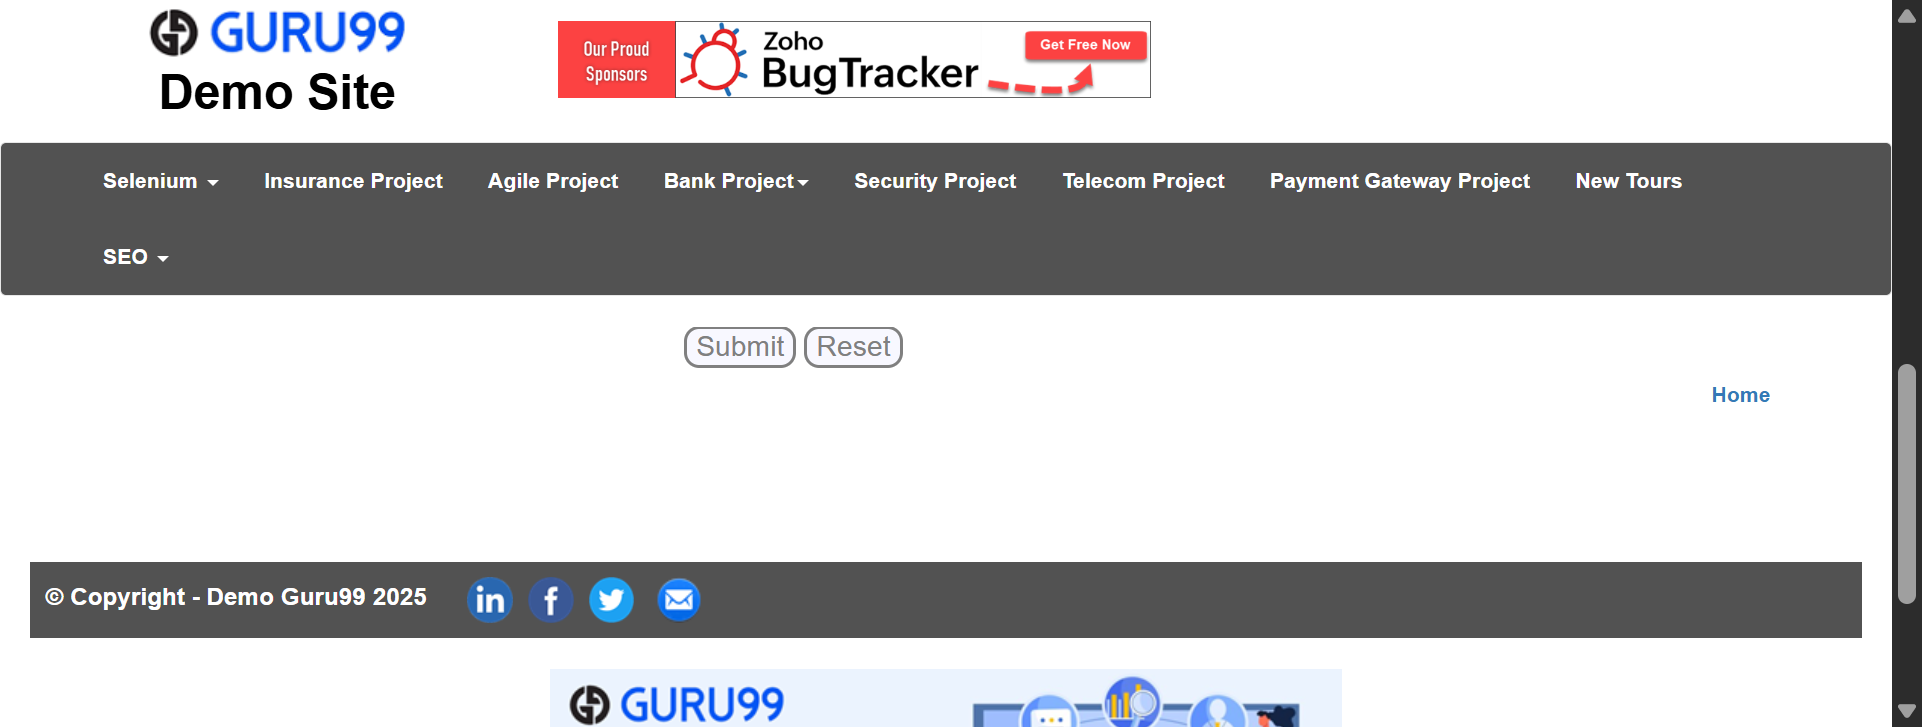 GURU99
Demo Site
Our Proud
Sponsors
Zoho
BugTracker
Get Free Now
Selenium
Insurance Project
Agile Project
Bank Project
Security Project
Telecom Project
Payment Gateway Project
New Tours
SEO
Submit
Reset
Home
© Copyright - Demo Guru99 2025
in
f
GURU99